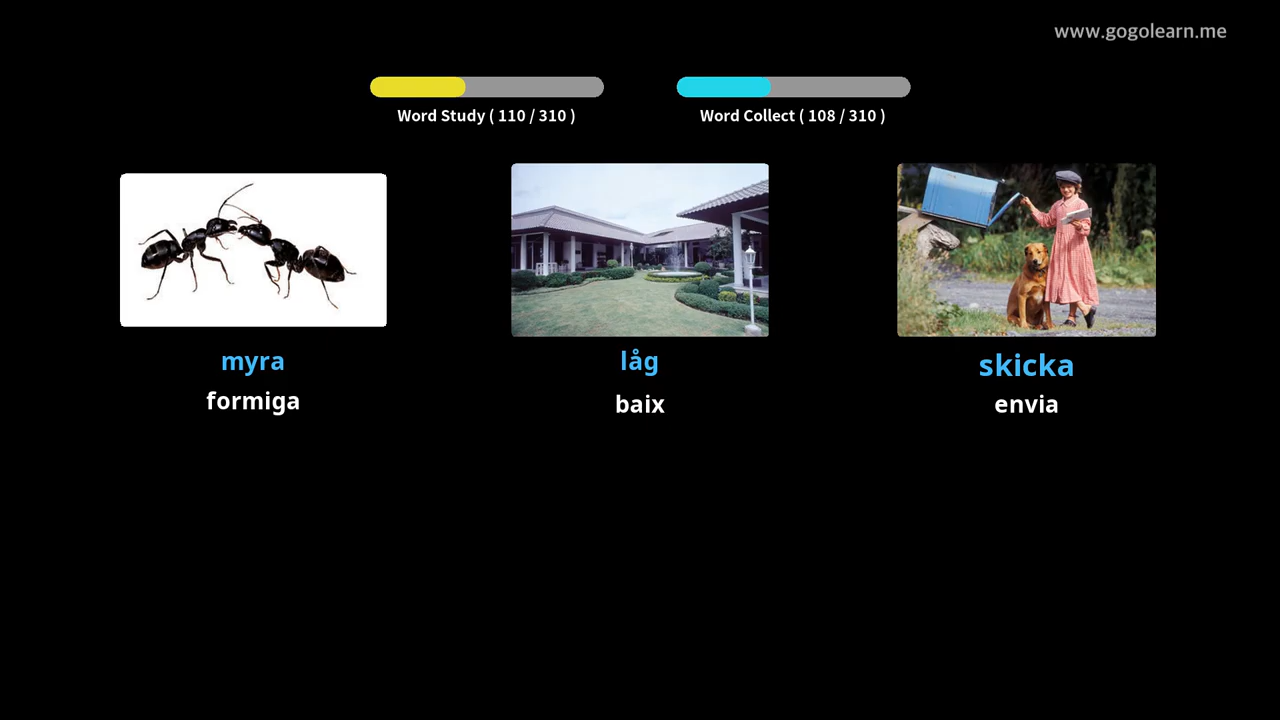 www.gogolearn.me
Word Study ( 110 / 310 )
Word Collect ( 108 / 310 )
myra
låg
skicka
formiga
baix
envia